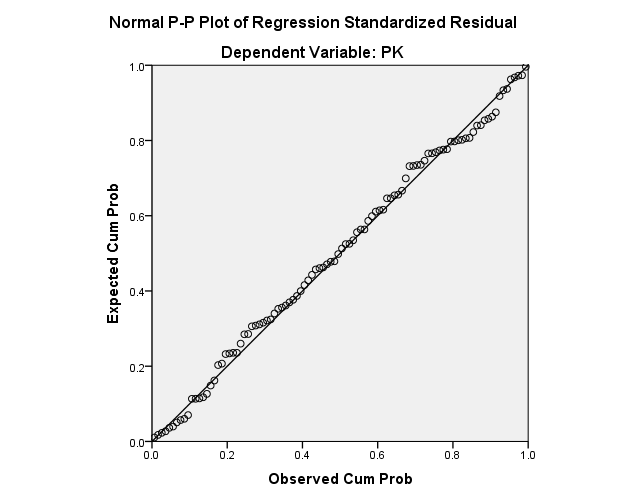 Normal P-P Plot of Regression Standardized Residual
Dependent Variable: PK
1.0
0.8
0.6
0.4
0.2
0.0
Expected Cum Prob
0.0 0.2 0.4 0.6 0.8 1.0
Observed Cum Prob